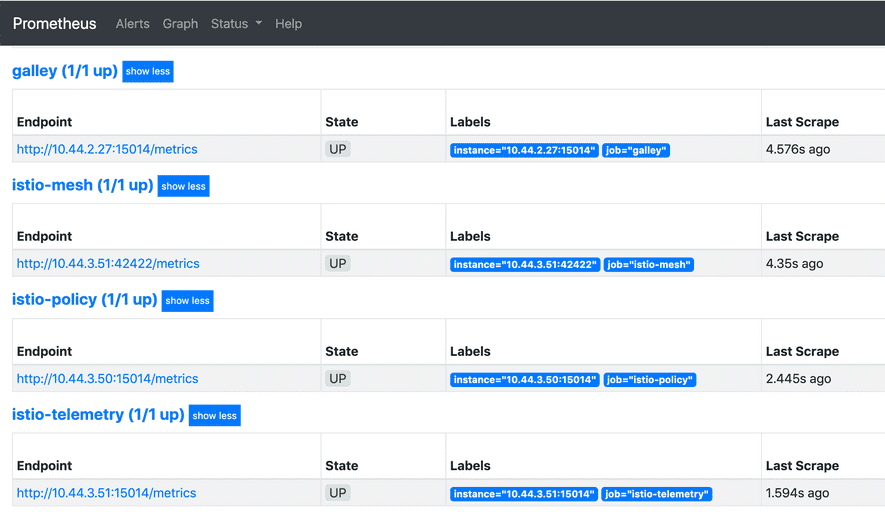 Prometheus Alerts Graph Status Help
galley (1/1 up) show less
Endpoint State Labels Last Scrape
http://10.44.2.27:15014/metrics UP instance="10.44.2.27:15014" job="galley" 4.576s ago
istio-mesh (1/1 up) show less
Endpoint State Labels Last Scrape
http://10.44.3.51:42422/metrics UP instance="10.44.3.51:42422" job="istio-mesh" 4.35s ago
istio-policy (1/1 up) show less
Endpoint State Labels Last Scrape
http://10.44.3.50:15014/metrics UP instance="10.44.3.50:15014" job="istio-policy" 2.445s ago
istio-telemetry (1/1 up) show less
Endpoint State Labels Last Scrape
http://10.44.3.51:15014/metrics UP instance="10.44.3.51:15014" job="istio-telemetry" 1.594s ago